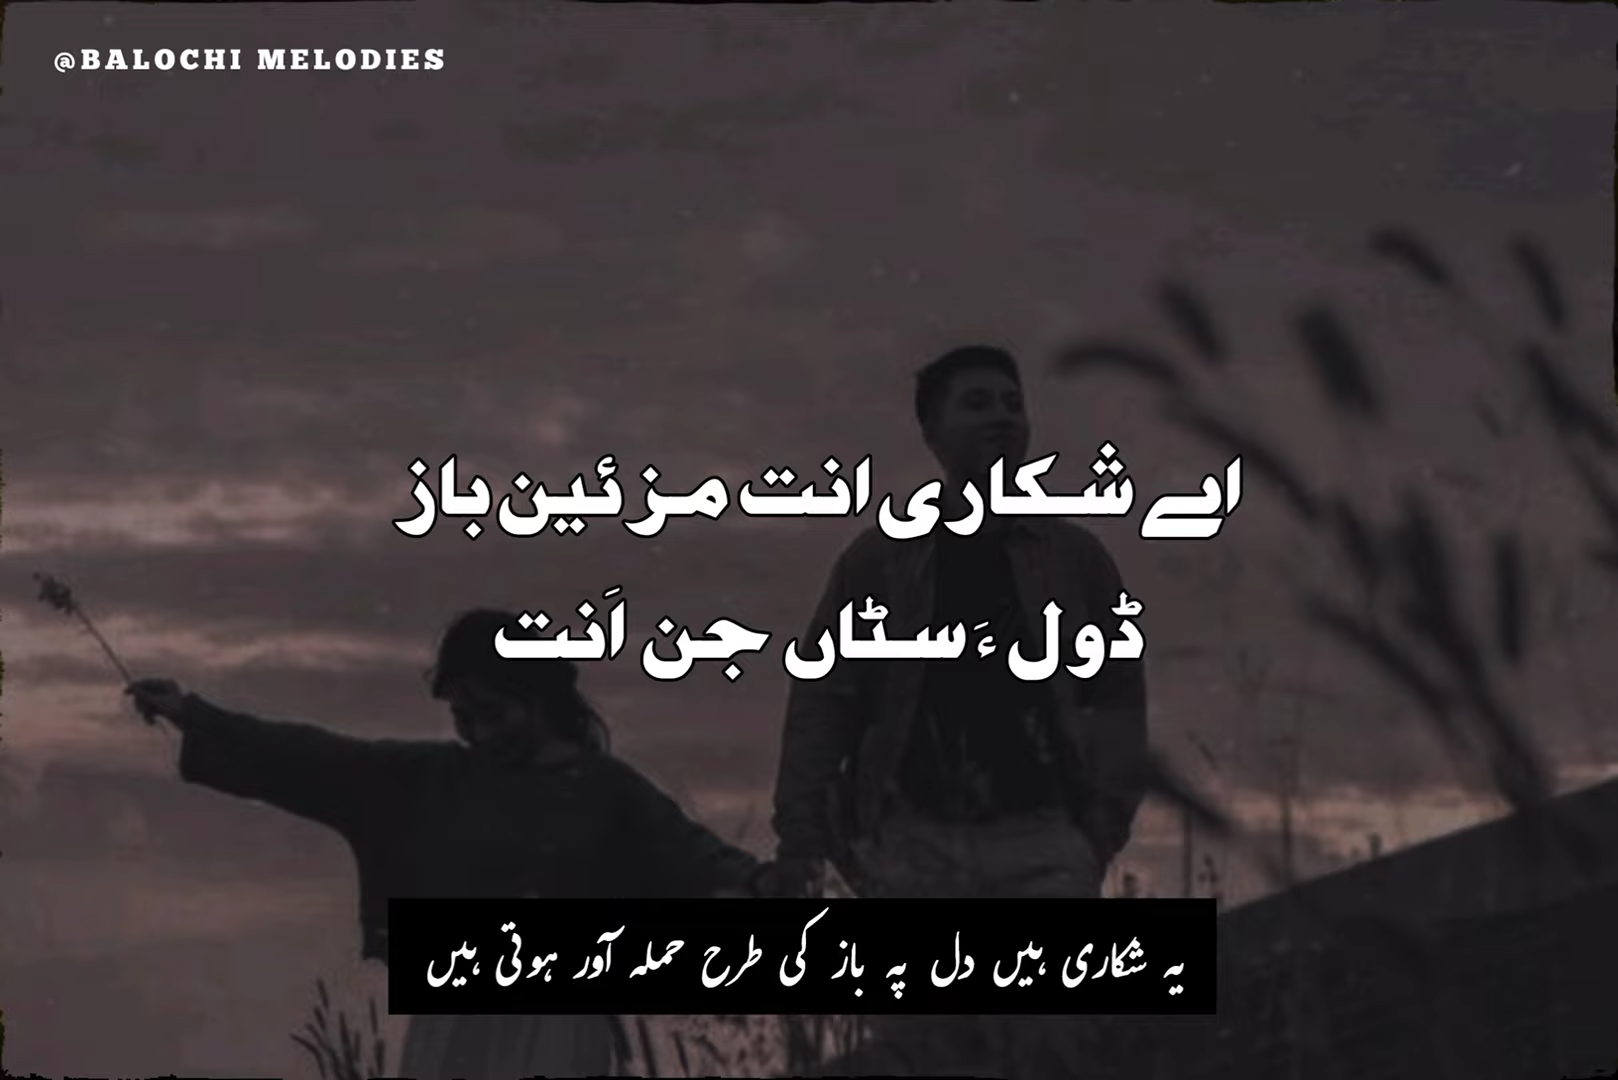 @BALOCHI MELODIES
اے شکاری انت مزئین باز
ڈول ءَ سٹاں جن اَنت
یہ شکاری ہیں دل پہ باز کی طرح حملہ آور ہوتی ہیں